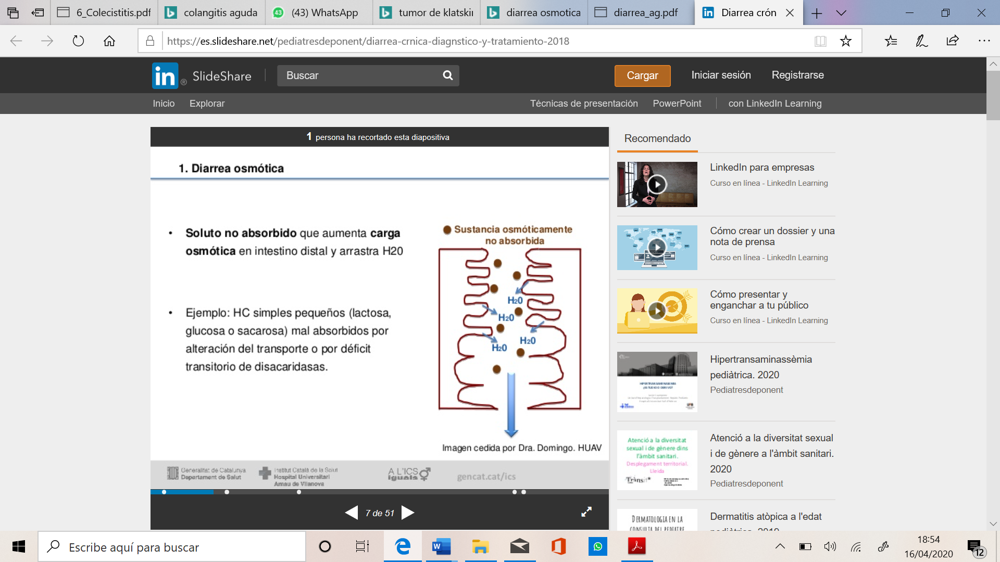 6_Colecistitis.pdf
colangitis aguda
(43) WhatsApp
tumor de klatskii
diarrea osmotica
diarrea_ag.pdf
Diarrea crón
https://es.slideshare.net/pediatresdeponent/diarrea-crnica-diagnstico-y-tratamiento-2018
in
SlideShare
Buscar
Cargar
Iniciar sesión
Registrarse
Inicio
Explorar
Técnicas de presentación
PowerPoint
con LinkedIn Learning
1 persona ha recortado esta diapositiva
1. Diarrea osmótica
• Soluto no absorbido que aumenta carga
osmótica en intestino distal y arrastra H20
• Ejemplo: HC simples pequeños (lactosa,
glucosa o sacarosa) mal absorbidos por
alteración del transporte o por déficit
transitorio de disacaridasas.
Sustancia osmóticamente
no absorbida
H20
H20
H20
H20
Imagen cedida por Dra. Domingo. HUAV
Generalitat de Catalunya
Departament de Salut
Institut Català de la Salut
Hospital Universitari
Arnau de Vilanova
A L'ICS
iguals
gencat.cat/ics
7 de 51
Recomendado
LinkedIn para empresas
Curso en línea - LinkedIn Learning
Cómo crear un dossier y una
nota de prensa
Curso en línea - LinkedIn Learning
Cómo presentar y
enganchar a tu público
Curso en línea - LinkedIn Learning
HIPERTRANSAMINASEMIA
Hipertransaminassèmia
pediàtrica. 2020
Pediatresdeponent
Atenció a la diversitat
sexual i de gènere dins
l'àmbit sanitari.
Desplegament territorial.
Lleida
Trànsit
Atenció a la diversitat sexual
i de gènere a l'àmbit sanitari.
2020
Pediatresdeponent
DERMATOLOGIA EN LA
CONSULTA DEL PEDIATRE
Dermatitis atòpica a l'edat
pediàtrica. 2019
Escribe aquí para buscar
18:54
16/04/2020
12